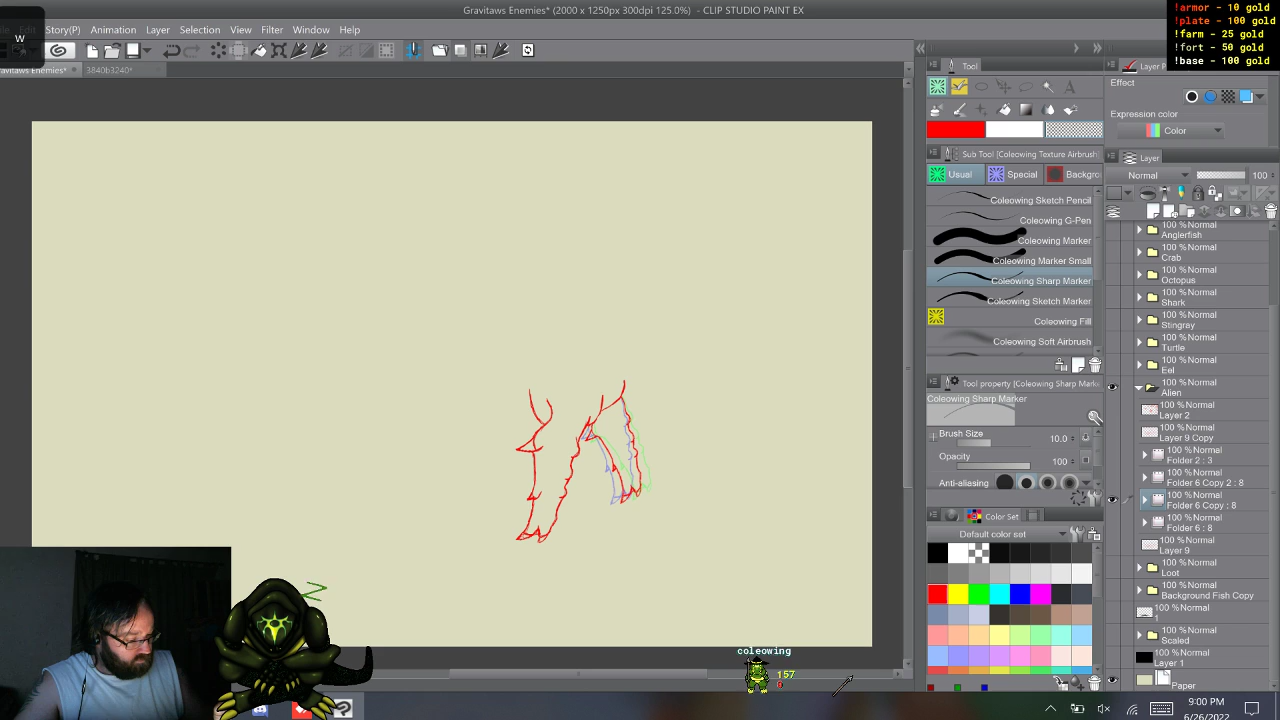 Gravitaws Enemies* (2000 x 1250px 300dpi 125.0%) - CLIP STUDIO PAINT EX
!armor - 10 gold
!plate - 100 gold
!farm - 25 gold
!fort - 50 gold
!base - 100 gold
Edit
W
Story(P) Animation Layer Selection View Filter Window Help
avitaws Enemies* 3840b3240*
Tool
Layer P
Effect
Expression color
Color
Sub Tool [Coleowing Texture Airbrush]
Usual Special Backgro
Coleowing Sketch Pencil
Coleowing G-Pen
Coleowing Marker
Coleowing Marker Small
Coleowing Sharp Marker
Coleowing Sketch Marker
Coleowing Fill
Coleowing Soft Airbrush
Tool property [Coleowing Sharp Marke
Coleowing Sharp Marker
Brush Size 10.0
Opacity 100
Anti-aliasing
Color Set
Default color set
Layer
Normal 100
100 %Normal
Anglerfish
100 %Normal
Crab
100 %Normal
Octopus
100 %Normal
Shark
100 %Normal
Stingray
100 %Normal
Turtle
100 %Normal
Eel
100 %Normal
Alien
100 %Normal
Layer 2
100 %Normal
Layer 9 Copy
100 %Normal
Folder 2 : 3
100 %Normal
Folder 6 Copy 2 : 8
100 %Normal
Folder 6 Copy : 8
100 %Normal
Folder 6 : 8
100 %Normal
Layer 9
100 %Normal
Loot
100 %Normal
Background Fish Copy
100 %Normal
1
100 %Normal
Scaled
100 %Normal
Layer 1
Paper
coleowing
157
9:00 PM
6/26/2022